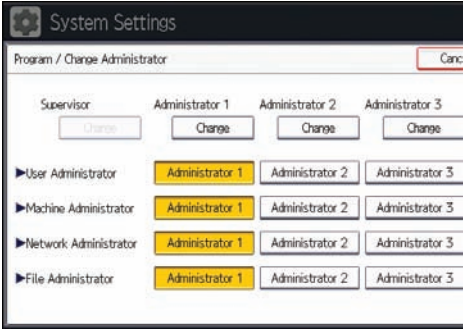 System Settings
Program / Change Administrator
Canc
Supervisor Administrator 1 Administrator 2 Administrator 3
Change Change Change Change
▶User Administrator Administrator 1 Administrator 2 Administrator 3
▶Machine Administrator Administrator 1 Administrator 2 Administrator 3
▶Network Administrator Administrator 1 Administrator 2 Administrator 3
▶File Administrator Administrator 1 Administrator 2 Administrator 3